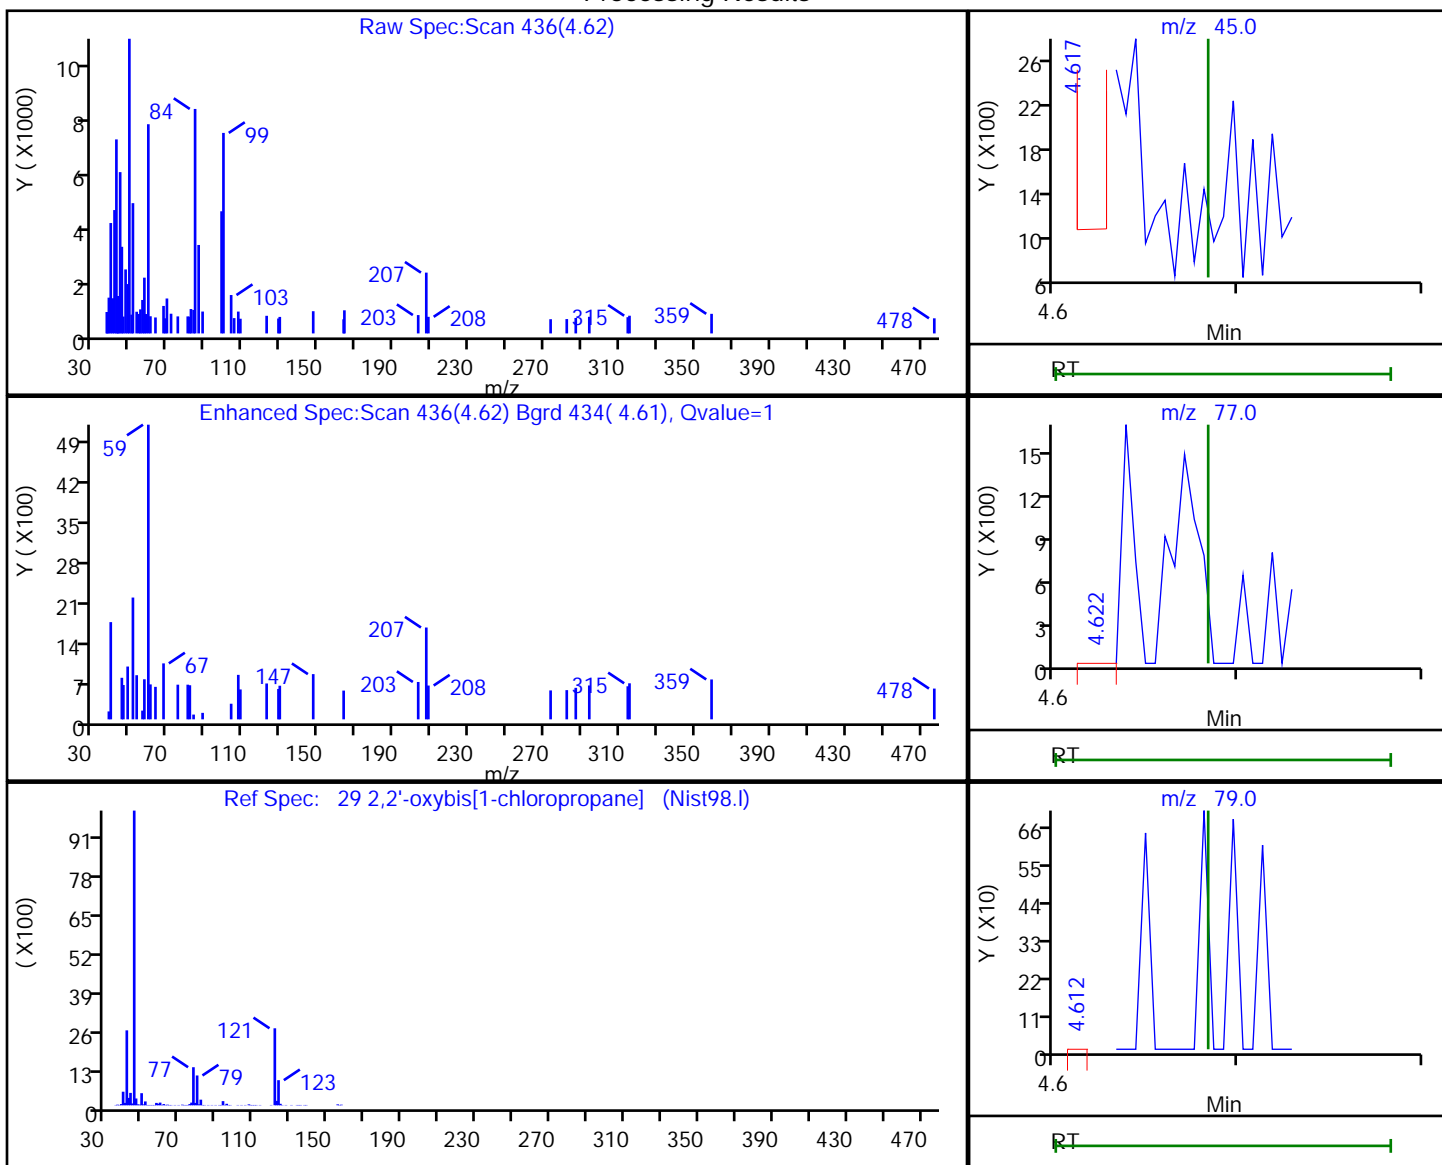 Processing Results
Raw Spec:Scan 436(4.62)
Y ( X1000)
10
8
6
4
2
0
84
99
103
207
203
208
315
359
478
30 70 110 150 190 230 270 310 350 390 430 470
m/z
m/z 45.0
Y ( X100)
26
22
18
14
10
6
4.617
4.6
Min
RT
Enhanced Spec:Scan 436(4.62) Bgrd 434( 4.61), Qvalue=1
Y ( X100)
49
42
35
28
21
14
7
0
59
67
147
207
203
208
315
359
478
30 70 110 150 190 230 270 310 350 390 430 470
m/z
m/z 77.0
Y ( X100)
15
12
9
6
3
0
4.622
4.6
Min
RT
Ref Spec: 29 2,2'-oxybis[1-chloropropane] (Nist98.l)
( X100)
91
78
65
52
39
26
13
0
77
79
121
123
30 70 110 150 190 230 270 310 350 390 430 470
m/z 79.0
Y ( X10)
66
55
44
33
22
11
0
4.612
4.6
Min
RT